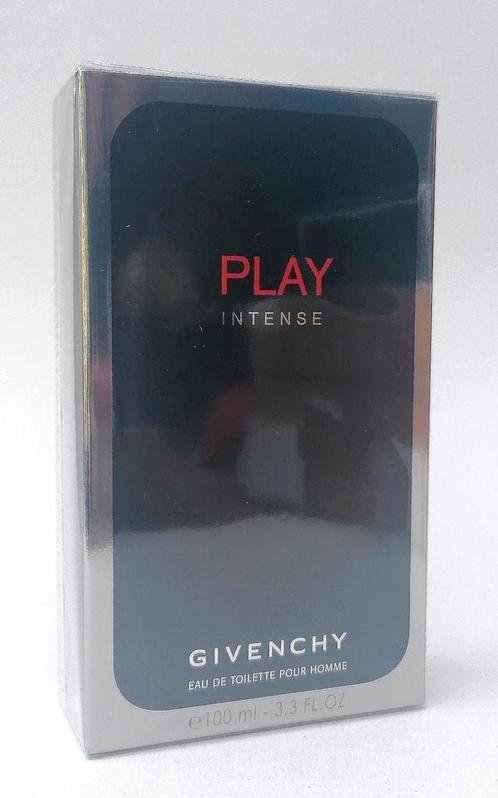 PLAY
INTENSE
GIVENCHY
EAU DE TOILETTE POUR HOMME
℮100 ml - 3.3 FL.OZ